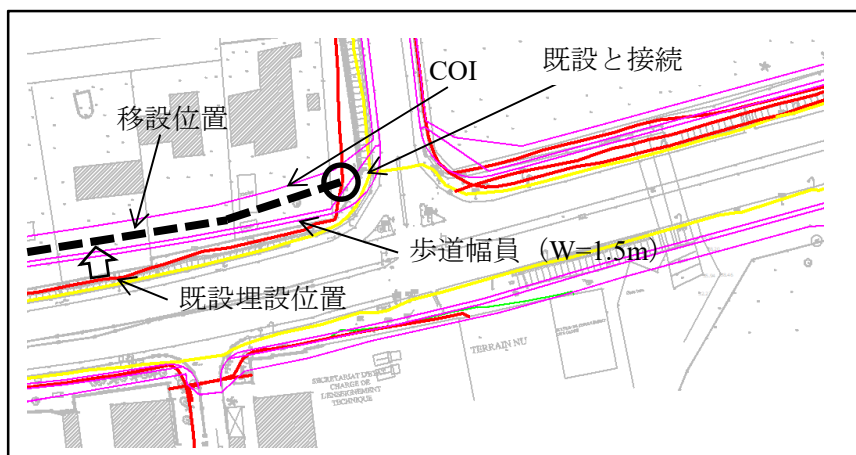 COI
既設と接続
移設位置
歩道幅員（W=1.5m）
既設埋設位置
TERRAIN NU
SECRETARIAT D'ETAT
CHARGE DE
L'ENSEIGNEMENT
TECHNIQUE